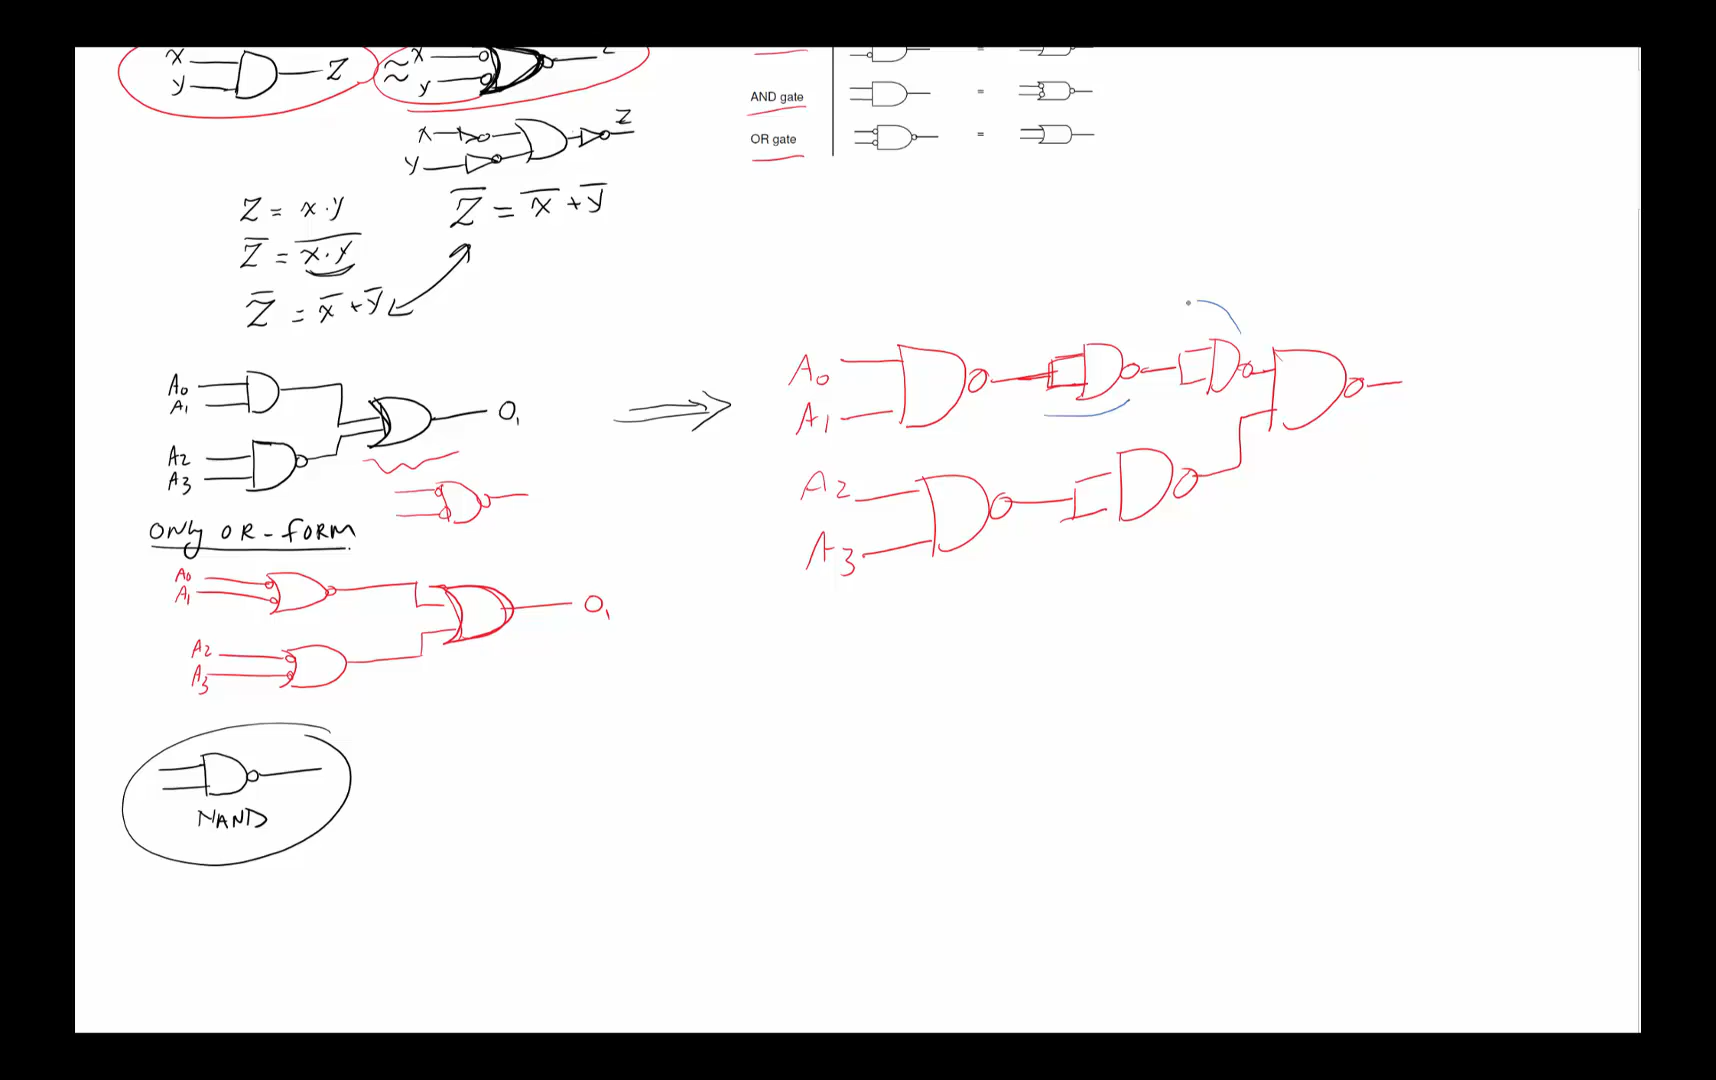 X
y
Z
X
y
AND gate
=
X
Z
y
OR gate
=
Z = x·y
Z̅ = x̅ + y̅
Z̅ = \overline{x·y}
Z̅ = x̅ + y̅
A0
A1
O1
A2
A3
A0
A1
A2
A3
ONLY OR-FORM
A0
A1
O1
A2
A3
NAND